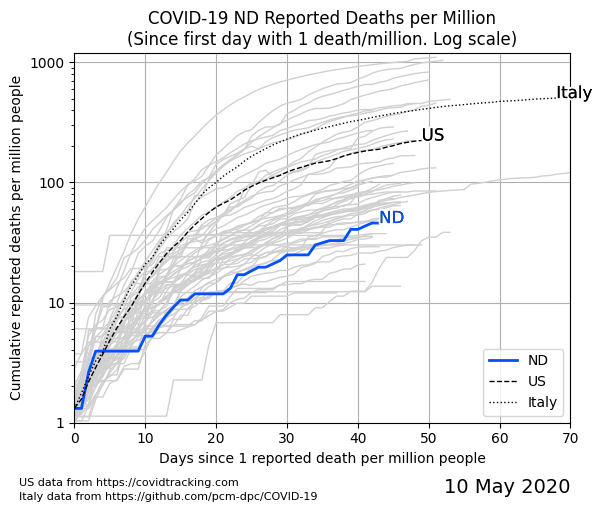 COVID-19 ND Reported Deaths per Million
(Since first day with 1 death/million. Log scale)
Cumulative reported deaths per million people
1000
100
10
1
Italy
US
ND
ND
US
Italy
0 10 20 30 40 50 60 70
Days since 1 reported death per million people
US data from https://covidtracking.com
Italy data from https://github.com/pcm-dpc/COVID-19
10 May 2020